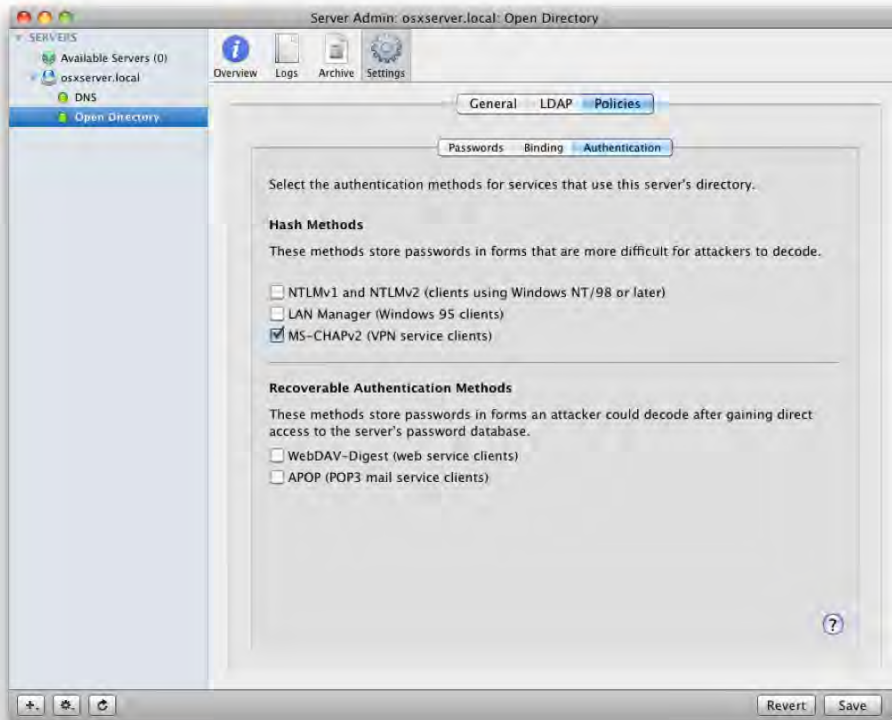 Server Admin: osxserver.local: Open Directory
SERVERS
Available Servers (0)
osxserver.local
DNS
Open Directory
Overview Logs Archive Settings
General LDAP Policies
Passwords Binding Authentication
Select the authentication methods for services that use this server's directory.
Hash Methods
These methods store passwords in forms that are more difficult for attackers to decode.
NTLMv1 and NTLMv2 (clients using Windows NT/98 or later)
LAN Manager (Windows 95 clients)
MS-CHAPv2 (VPN service clients)
Recoverable Authentication Methods
These methods store passwords in forms an attacker could decode after gaining direct
access to the server's password database.
WebDAV-Digest (web service clients)
APOP (POP3 mail service clients)
?
Revert Save